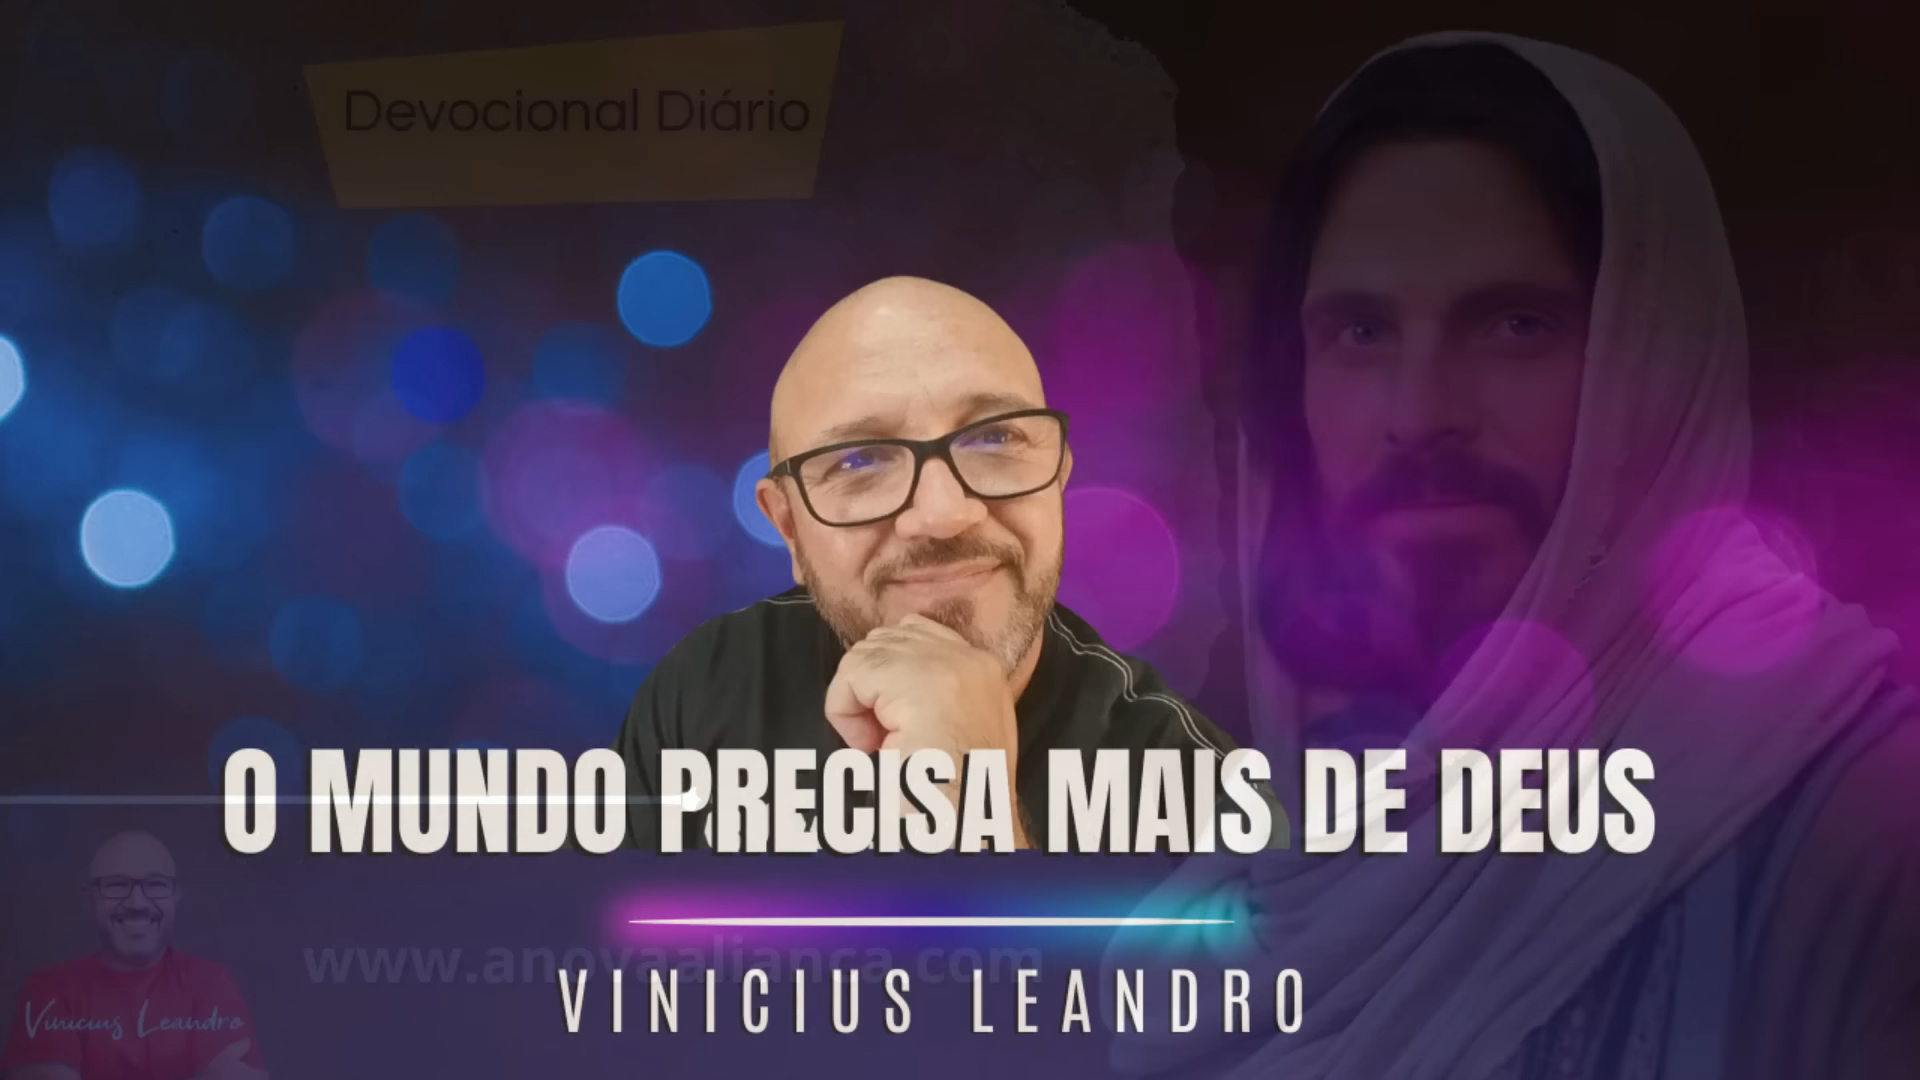 Devocional Diário
O MUNDO PRECISA MAIS DE DEUS
www.anovaalianca.com
VINICIUS LEANDRO
Vinicius Leandro